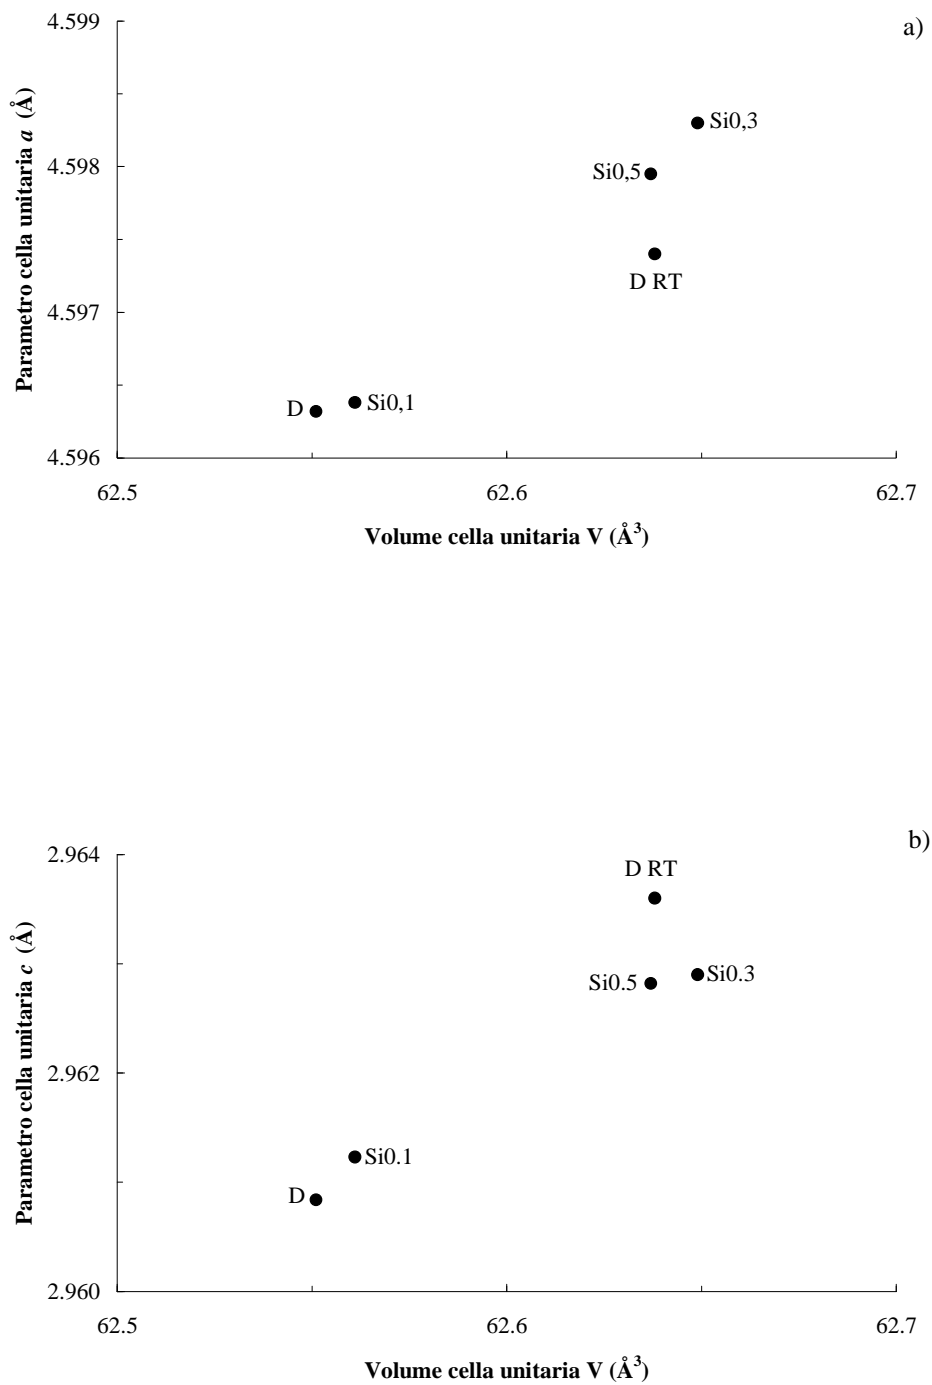 4.599
a)
Si0,3
4.598
Si0,5
D RT
4.597
D
Si0,1
4.596
62.5
62.6
62.7
Parametro cella unitaria a (Å)
Volume cella unitaria V (Å³)
b)
2.964
D RT
Si0.5
Si0.3
2.962
Si0.1
D
2.960
62.5
62.6
62.7
Parametro cella unitaria c (Å)
Volume cella unitaria V (Å³)